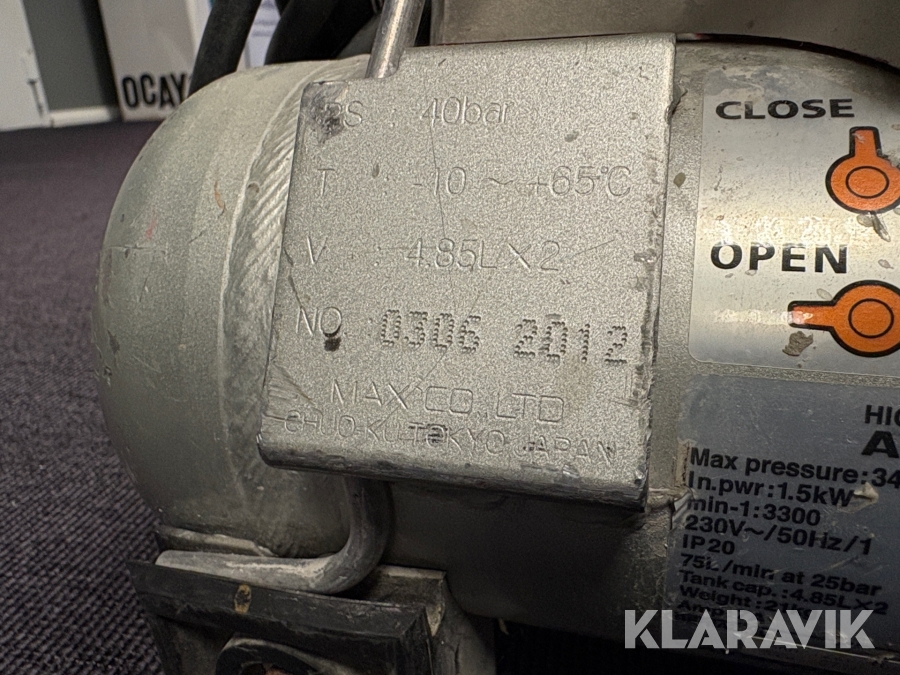 OCAY
PS : 40bar
T : -10 ~ +65°C
V : 4.85L×2
NO. 0306 2012
MAX CO.,LTD
CHUO-KU TOKYO JAPAN
CLOSE
OPEN
HIG
A
Max pressure:34
In.pwr:1.5kW
min-1:3300
230V~/50Hz/1
IP20
75L/min at 25bar
Tank cap.:4.85L×2
Weight:
KLARAVIK